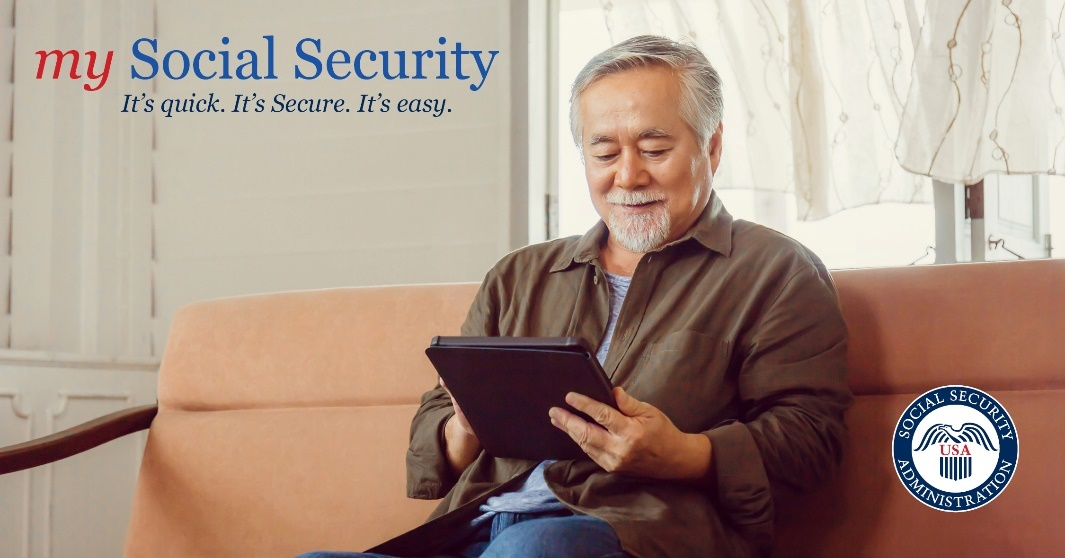 my Social Security
It's quick. It's Secure. It's easy.
SOCIAL SECURITY
USA
ADMINISTRATION